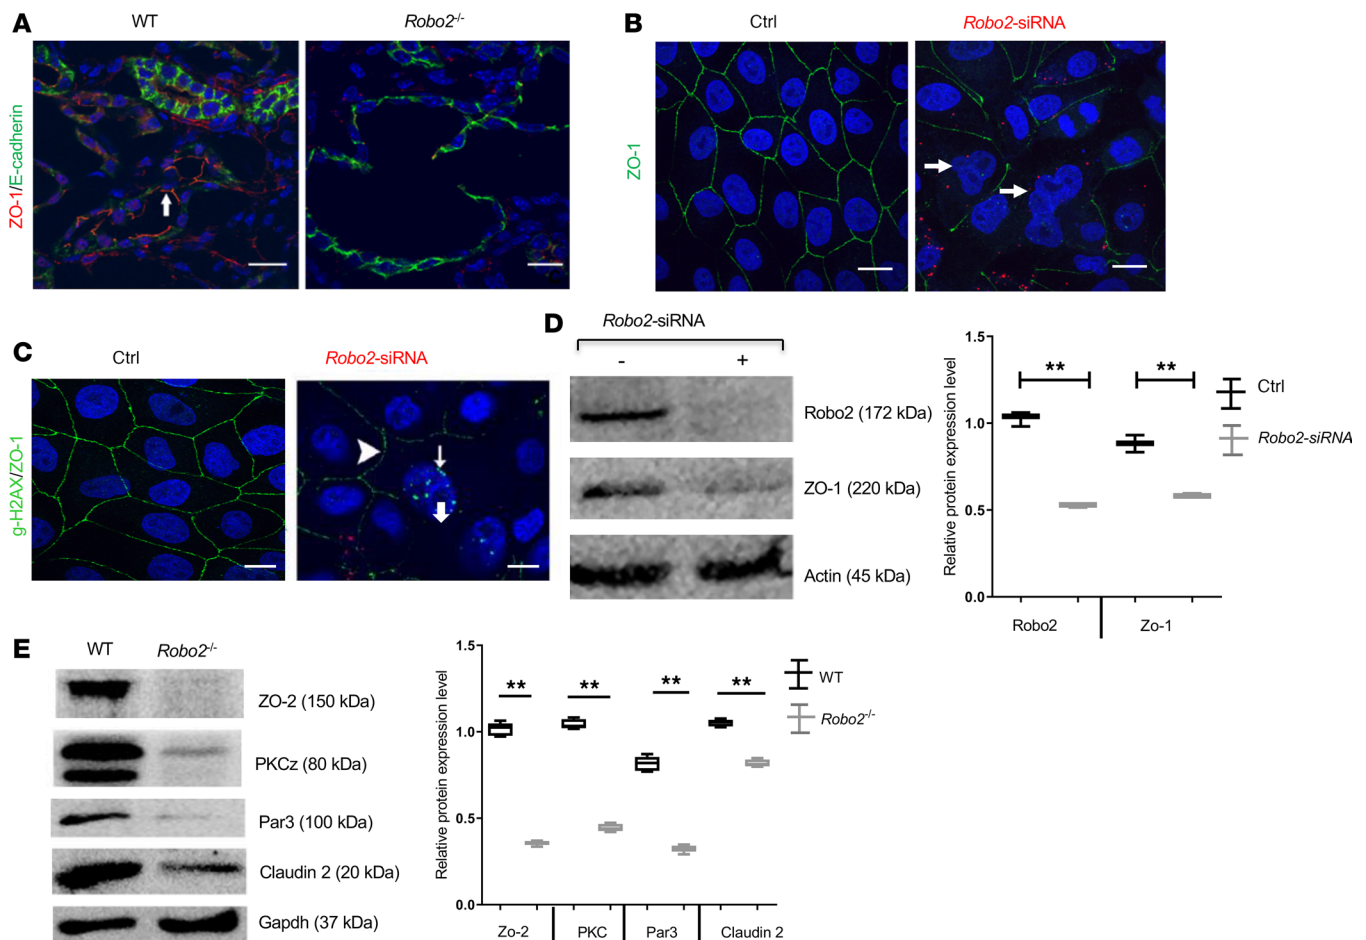 A
WT
Robo2-/-
ZO-1/E-cadherin
B
Ctrl
Robo2-siRNA
ZO-1
C
Ctrl
Robo2-siRNA
g-H2AX/ZO-1
D
Robo2-siRNA
- +
Robo2 (172 kDa)
ZO-1 (220 kDa)
Actin (45 kDa)
Relative protein expression level
1.5
1.0
0.5
0.0
** **
Robo2 Zo-1
Ctrl
Robo2-siRNA
E
WT Robo2-/-
ZO-2 (150 kDa)
PKCz (80 kDa)
Par3 (100 kDa)
Claudin 2 (20 kDa)
Gapdh (37 kDa)
Relative protein expression level
1.5
1.0
0.5
0.0
** ** ** **
Zo-2 PKC Par3 Claudin 2
WT
Robo2-/-